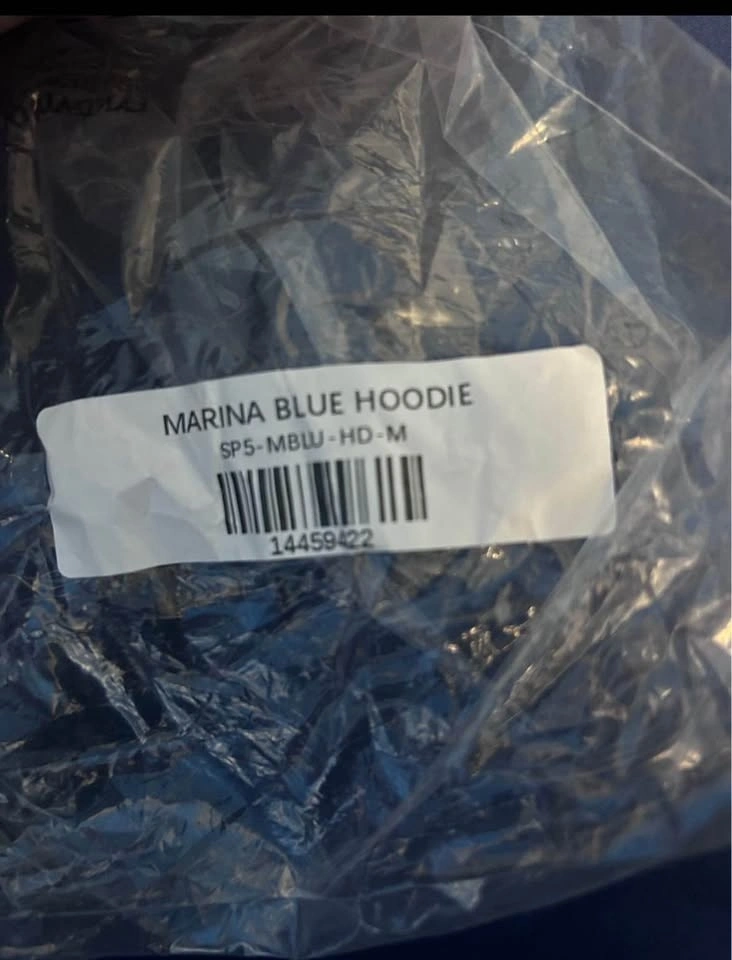 MARINA BLUE HOODIE
SP5-MBLU-HD-M
14459422